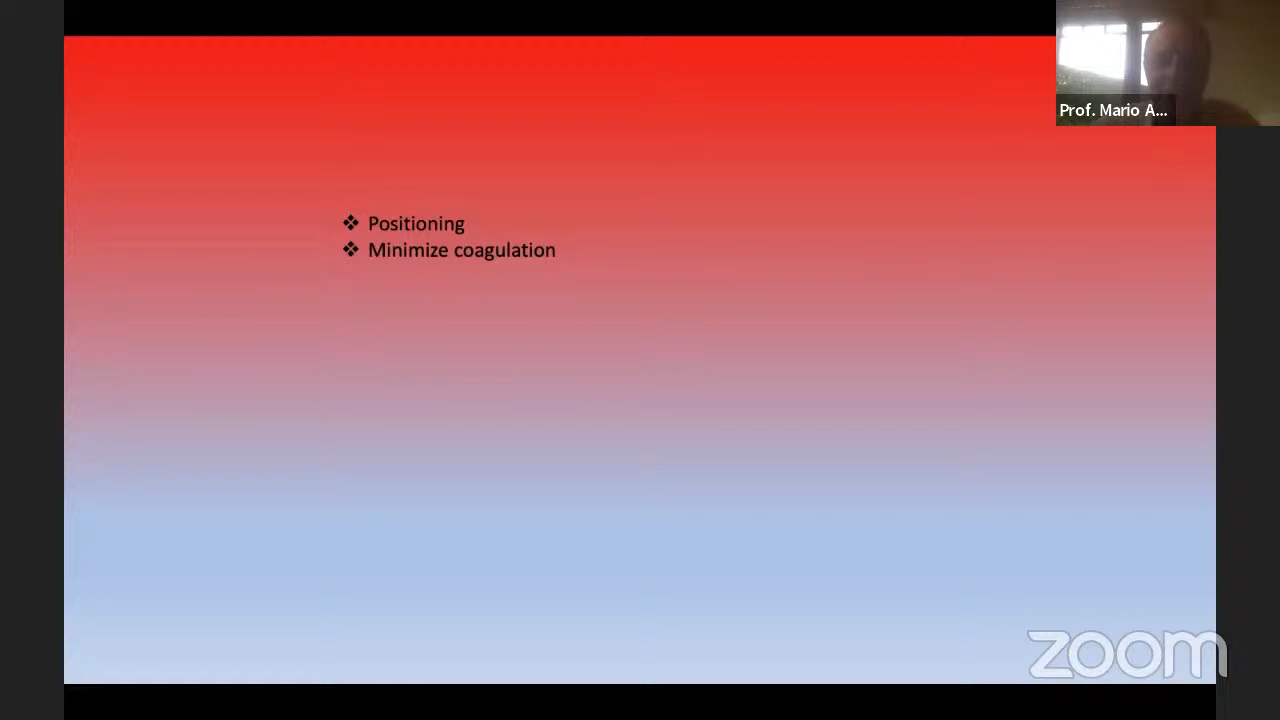 Prof. Mario A...
❖ Positioning
❖ Minimize coagulation
zoom